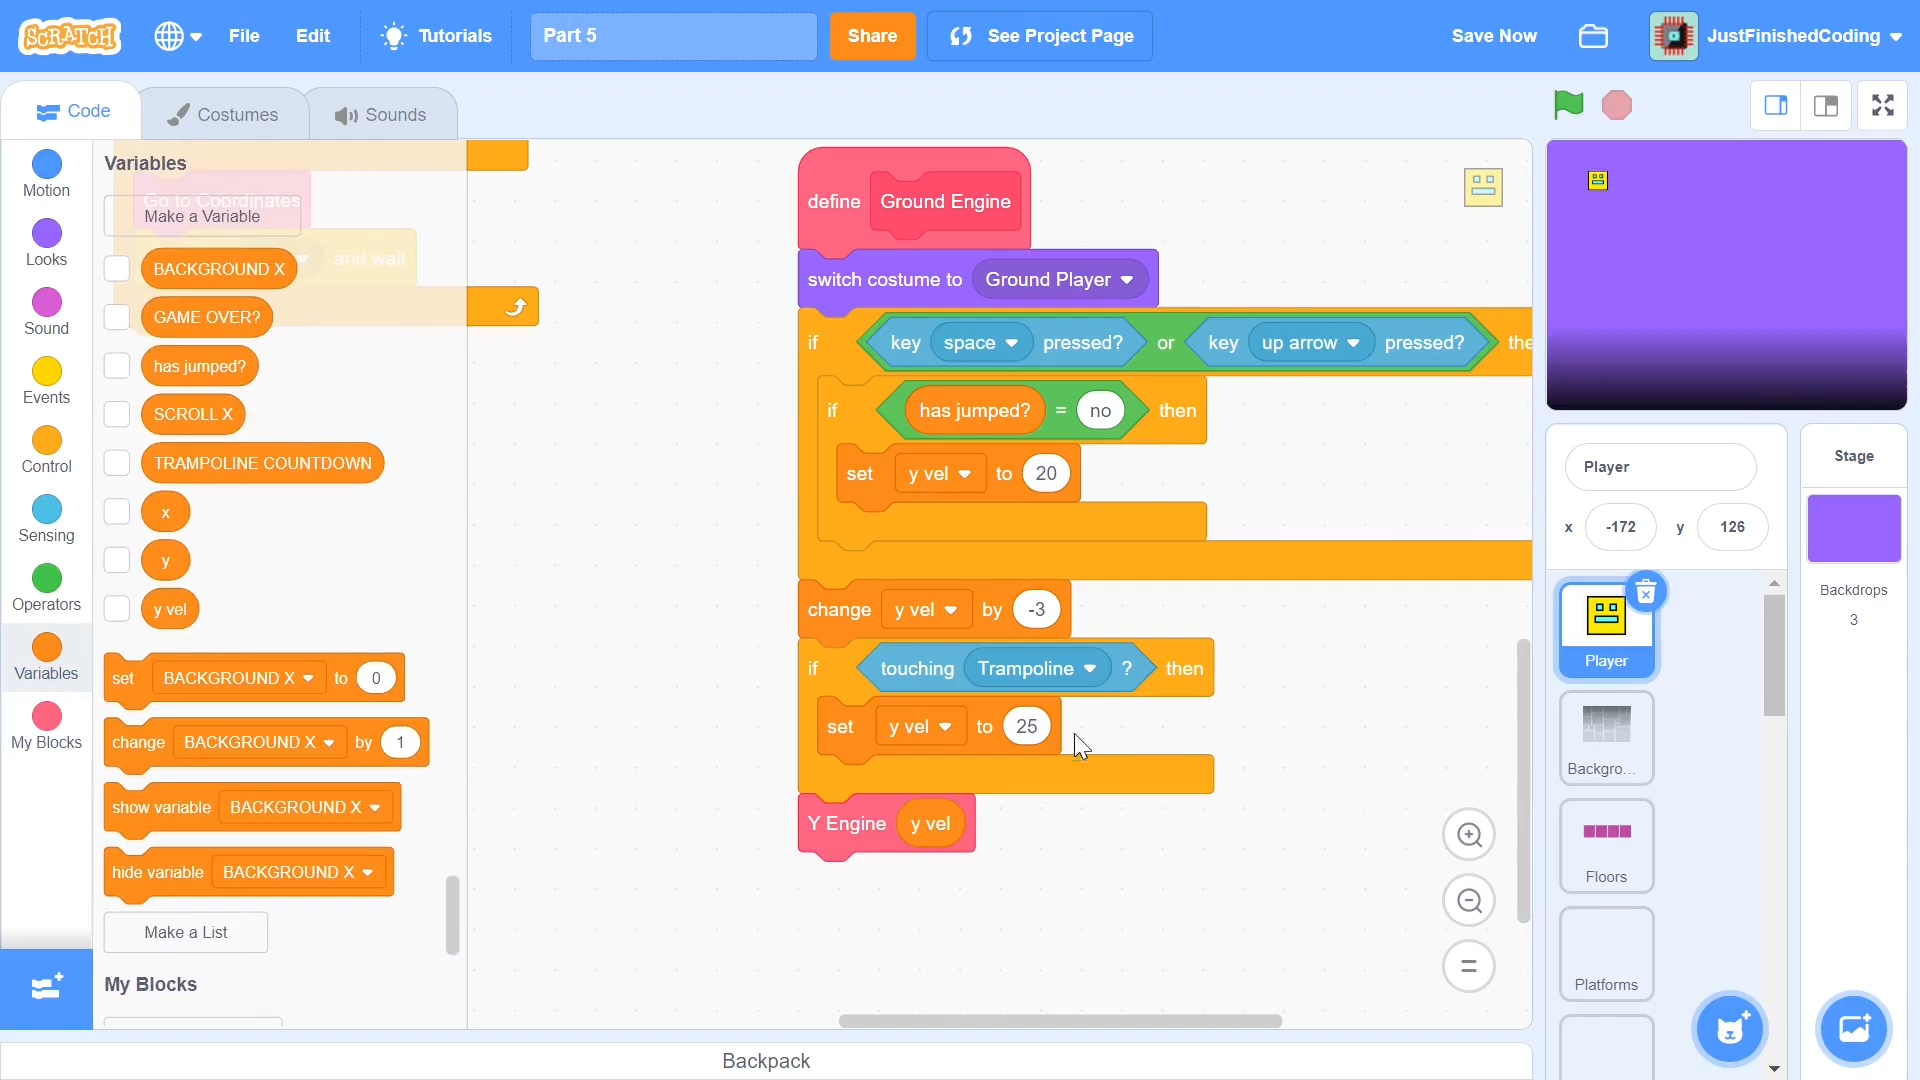 SCRATCH
File
Edit
Tutorials
Part 5
Share
See Project Page
Save Now
JustFinishedCoding
Code
Costumes
Sounds
Motion
Looks
Sound
Events
Control
Sensing
Operators
Variables
My Blocks
Variables
Go to Coordinates
Make a Variable
and wait
BACKGROUND X
GAME OVER?
has jumped?
SCROLL X
TRAMPOLINE COUNTDOWN
x
y
y vel
set BACKGROUND X to 0
change BACKGROUND X by 1
show variable BACKGROUND X
hide variable BACKGROUND X
Make a List
My Blocks
define Ground Engine
switch costume to Ground Player
if key space pressed? or key up arrow pressed? the
if has jumped? = no then
set y vel to 20
change y vel by -3
if touching Trampoline ? then
set y vel to 25
Y Engine y vel
Player
x -172 y 126
Player
Backgro...
Floors
Platforms
Stage
Backdrops
3
Backpack